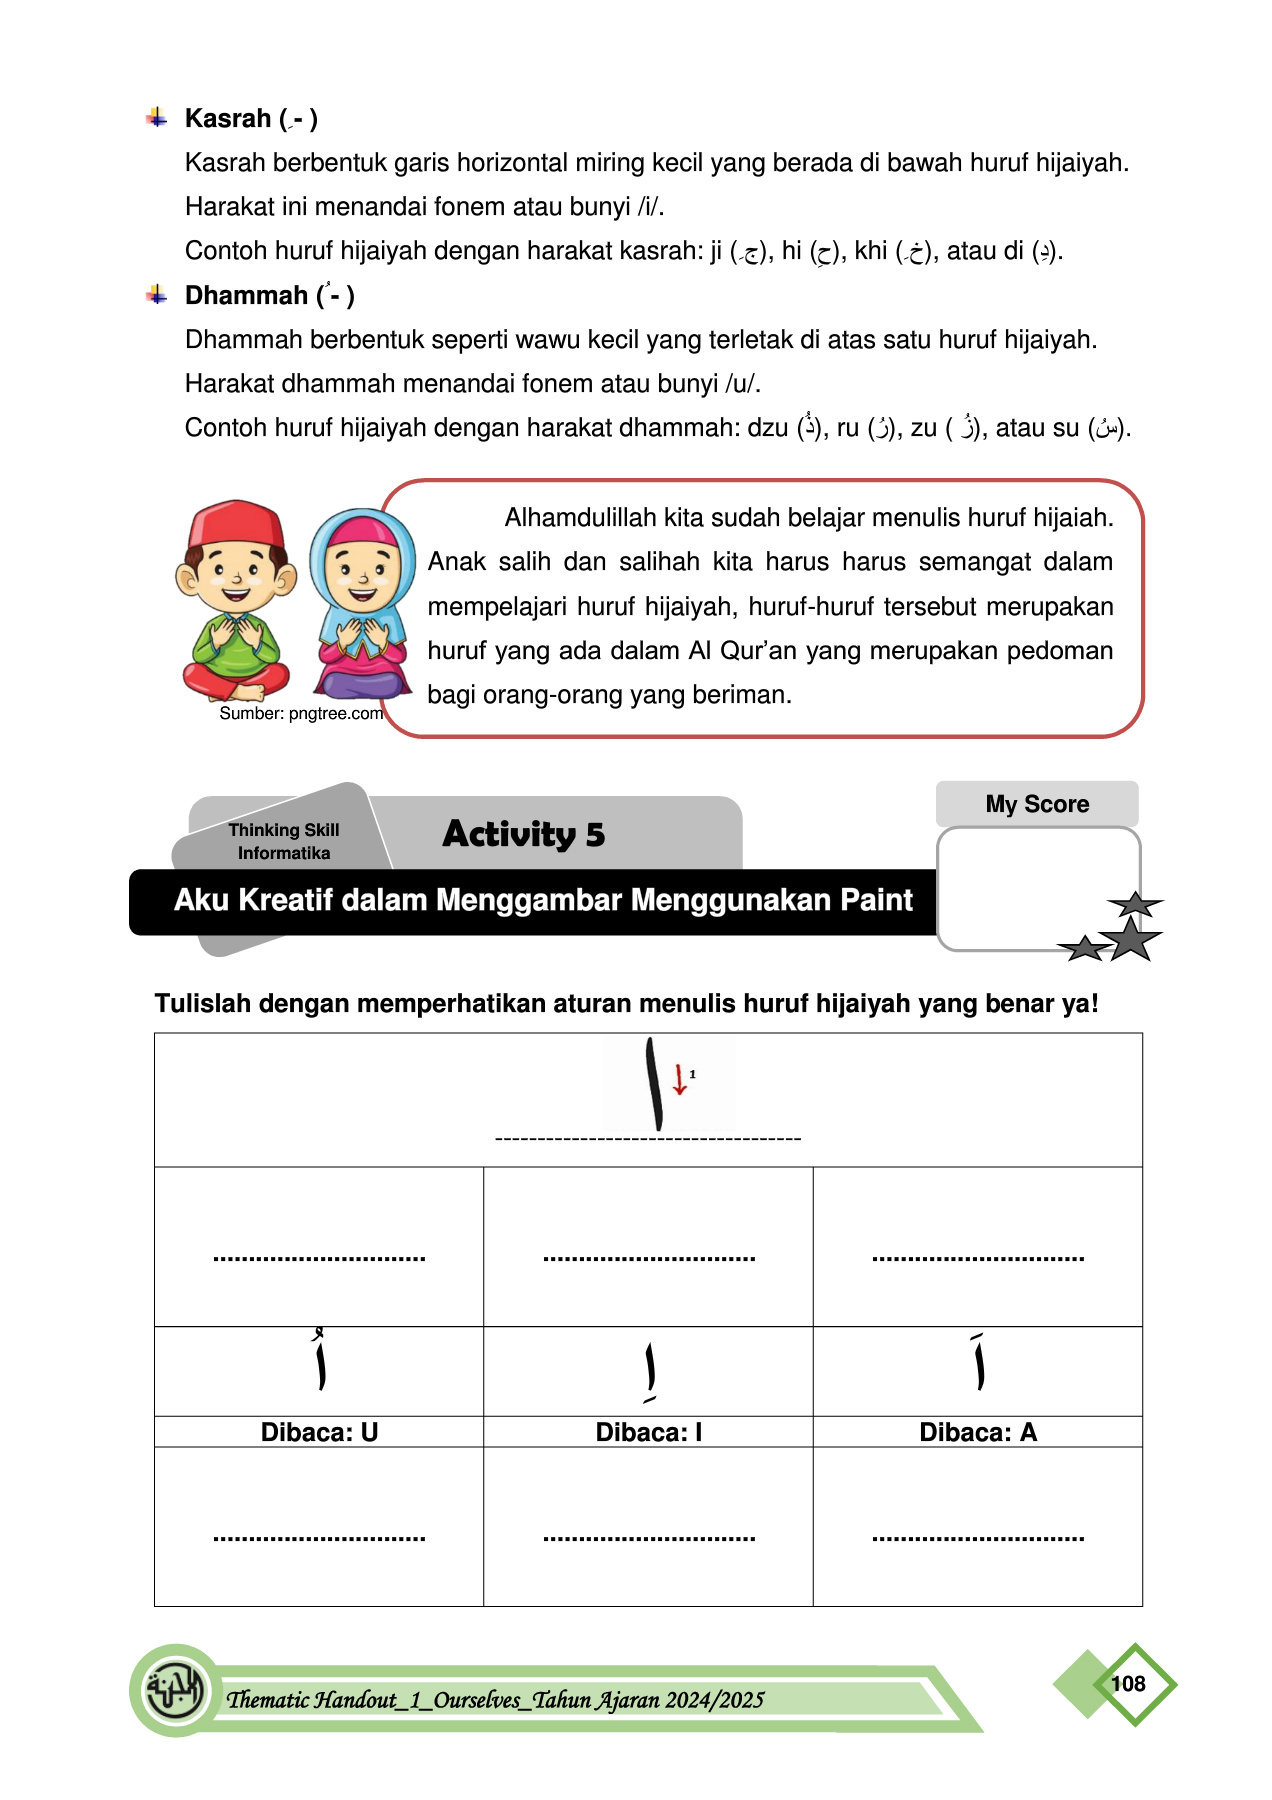 Kasrah ( ِ- )
Kasrah berbentuk garis horizontal miring kecil yang berada di bawah huruf hijaiyah.
Harakat ini menandai fonem atau bunyi /i/.
Contoh huruf hijaiyah dengan harakat kasrah: ji (جِ), hi (حِ), khi (خِ), atau di (دِ).
Dhammah ( ُ- )
Dhammah berbentuk seperti wawu kecil yang terletak di atas satu huruf hijaiyah.
Harakat dhammah menandai fonem atau bunyi /u/.
Contoh huruf hijaiyah dengan harakat dhammah: dzu (ذُ), ru (رُ), zu ( زُ), atau su (سُ).
Alhamdulillah kita sudah belajar menulis huruf hijaiah.
Anak salih dan salihah kita harus harus semangat dalam
mempelajari huruf hijaiyah, huruf-huruf tersebut merupakan
huruf yang ada dalam Al Qur’an yang merupakan pedoman
bagi orang-orang yang beriman.
Sumber: pngtree.com
Thinking Skill
Informatika
Activity 5
My Score
Aku Kreatif dalam Menggambar Menggunakan Paint
Tulislah dengan memperhatikan aturan menulis huruf hijaiyah yang benar ya!
ا 1
------------------------------------
.............................. .............................. ..............................
اُ اِ اَ
Dibaca: U Dibaca: I Dibaca: A
.............................. .............................. ..............................
Thematic Handout_1_Ourselves_Tahun Ajaran 2024/2025
108